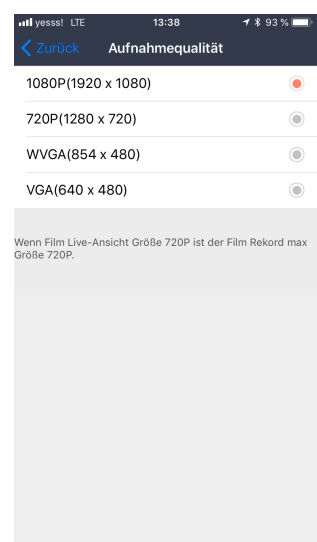 yesss! LTE 13:38 93 %
Zurück Aufnahmequalität
1080P(1920 x 1080)
720P(1280 x 720)
WVGA(854 x 480)
VGA(640 x 480)
Wenn Film Live-Ansicht Größe 720P ist der Film Rekord max
Größe 720P.